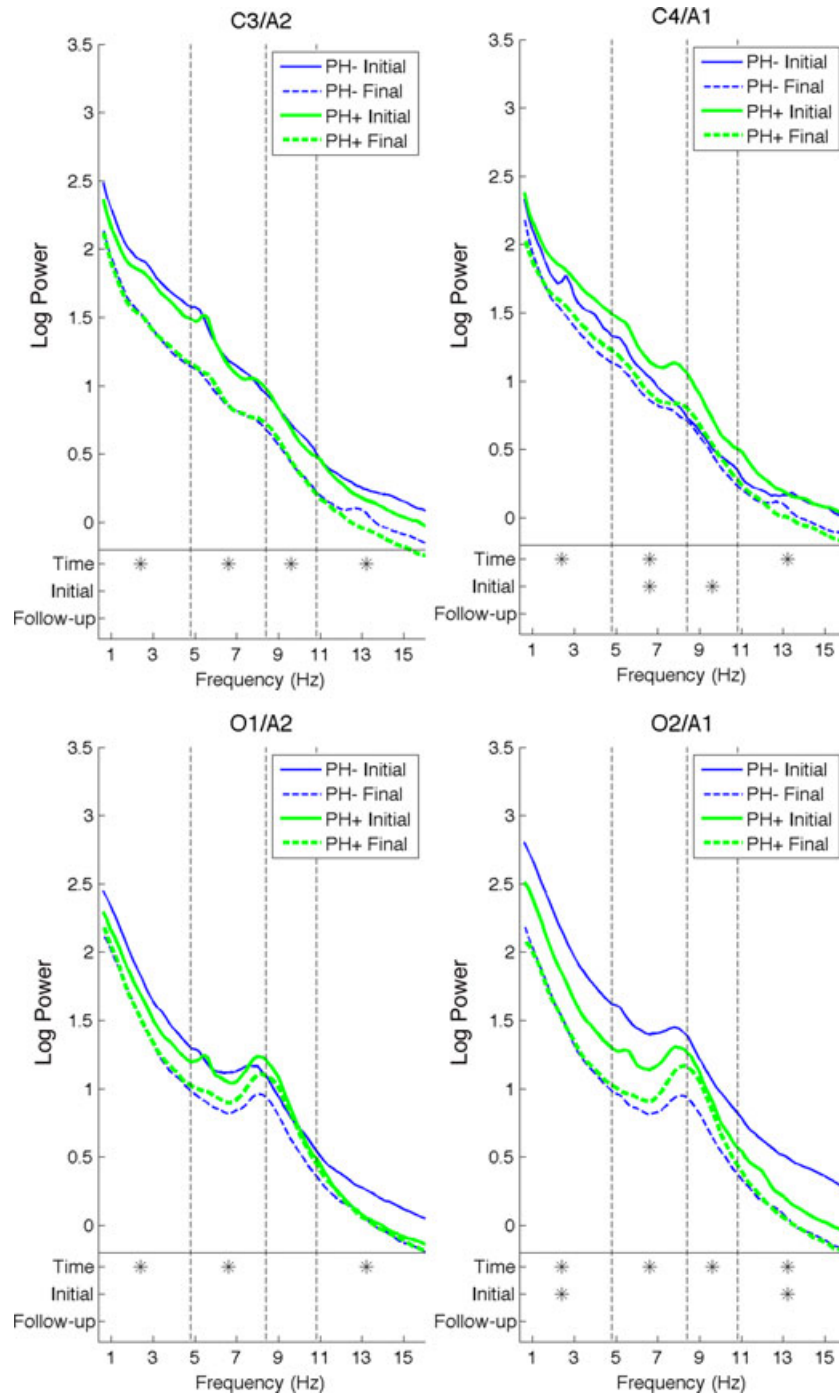 C3/A2
3.5
3
2.5
2
1.5
1
0.5
0
Log Power
PH- Initial
PH- Final
PH+ Initial
PH+ Final
Time * * * *
Initial
Follow-up
1 3 5 7 9 11 13 15
Frequency (Hz)
C4/A1
3.5
3
2.5
2
1.5
1
0.5
0
Log Power
PH- Initial
PH- Final
PH+ Initial
PH+ Final
Time * * *
Initial * *
Follow-up
1 3 5 7 9 11 13 15
Frequency (Hz)
O1/A2
3.5
3
2.5
2
1.5
1
0.5
0
Log Power
PH- Initial
PH- Final
PH+ Initial
PH+ Final
Time * * *
Initial
Follow-up
1 3 5 7 9 11 13 15
Frequency (Hz)
O2/A1
3.5
3
2.5
2
1.5
1
0.5
0
Log Power
PH- Initial
PH- Final
PH+ Initial
PH+ Final
Time * * * *
Initial * *
Follow-up
1 3 5 7 9 11 13 15
Frequency (Hz)